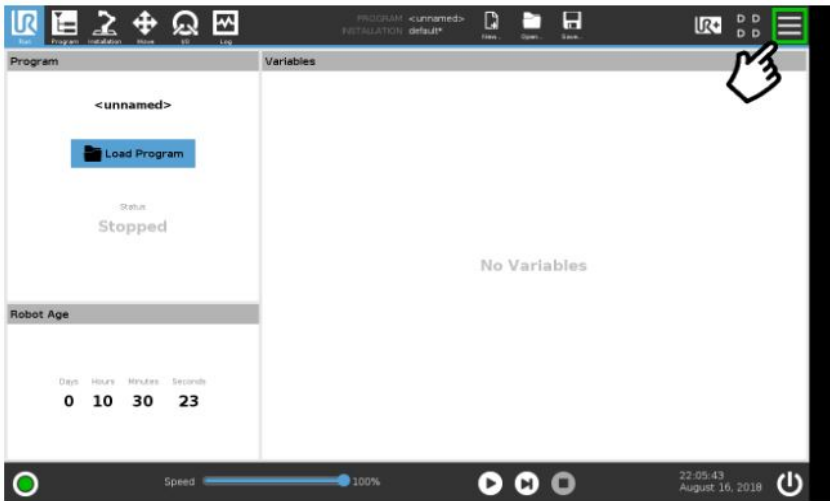 UR PROGRAM <unnamed> UR+ D D
Run Program Installation Move I/O Log INSTALLATION default* New... Open... Save... D D
Program Variables
<unnamed>
Load Program
Status
Stopped
No Variables
Robot Age
Days Hours Minutes Seconds
0 10 30 23
Speed 100% 22:05:43
August 16, 2018